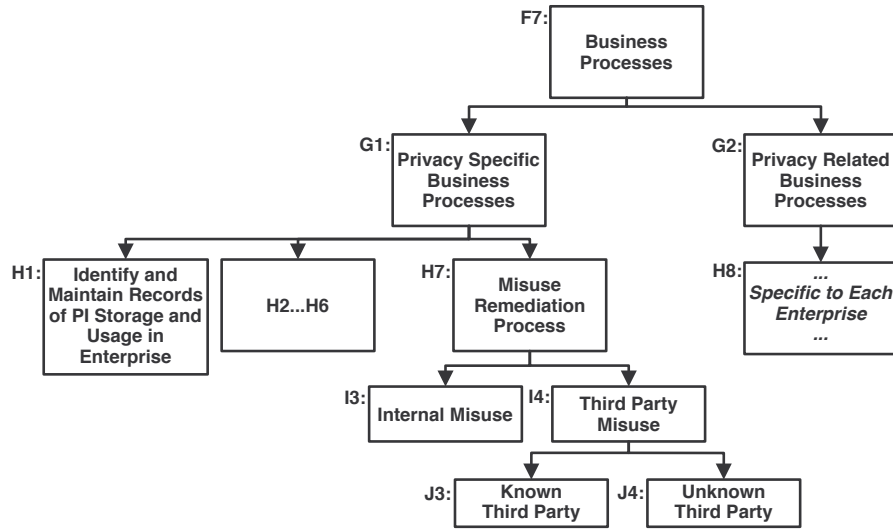 F7:
Business
Processes
G1:
Privacy Specific
Business
Processes
G2:
Privacy Related
Business
Processes
H1:
Identify and
Maintain Records
of PI Storage and
Usage in
Enterprise
H2...H6
H7:
Misuse
Remediation
Process
H8:
...
Specific to Each
Enterprise
...
I3:
Internal Misuse
I4:
Third Party
Misuse
J3:
Known
Third Party
J4:
Unknown
Third Party